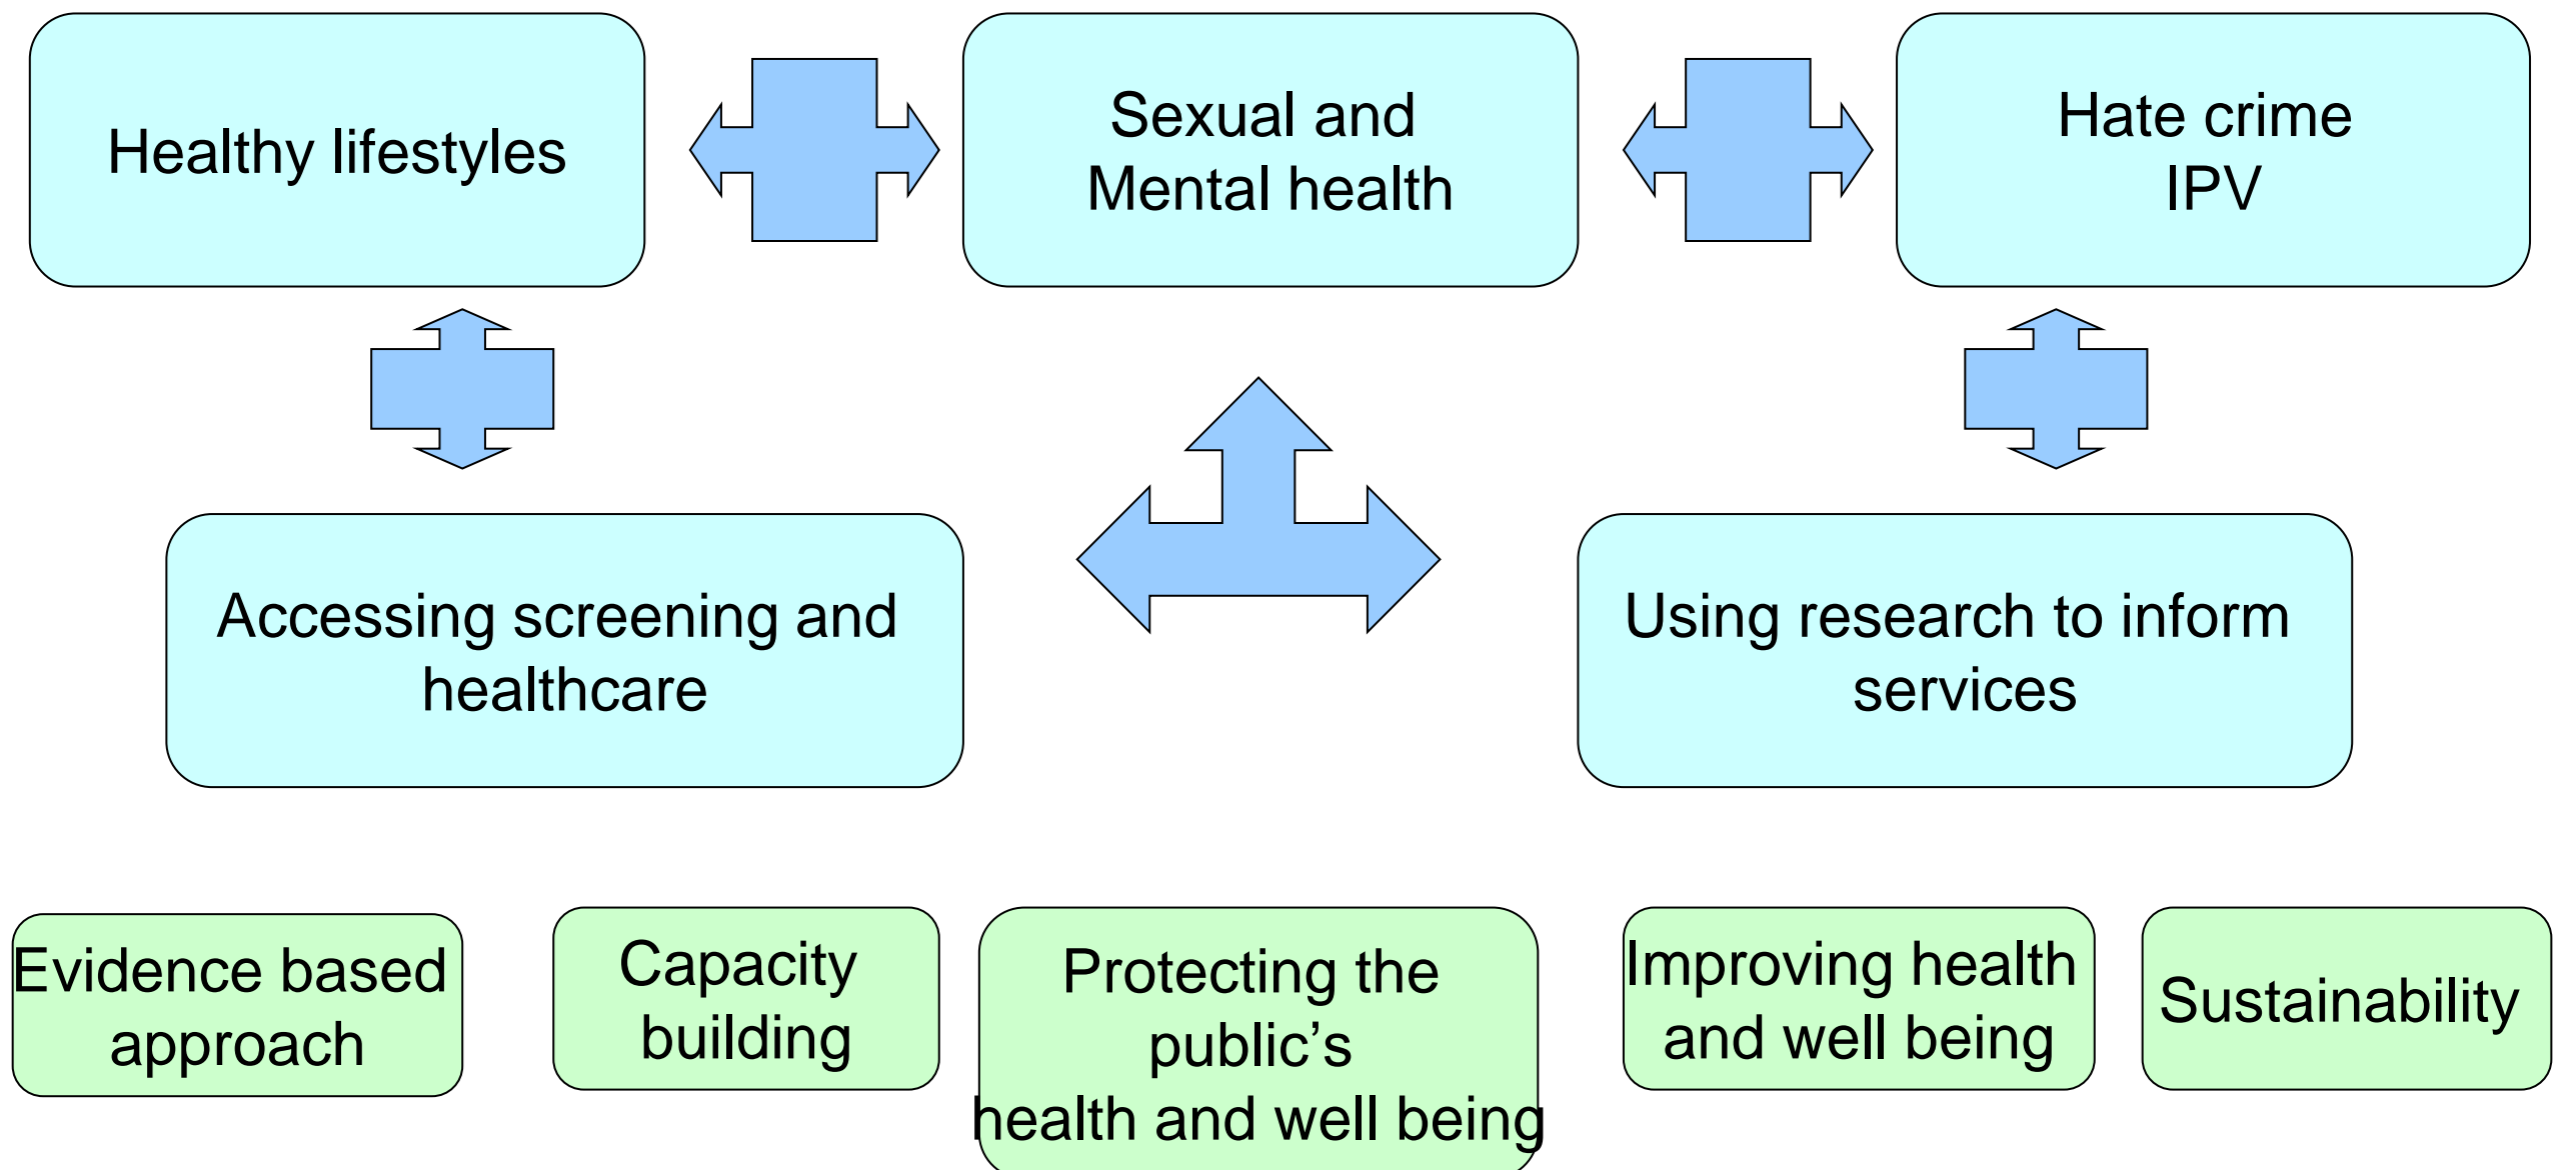 Healthy lifestyles
Sexual and
Mental health
Hate crime
IPV
Accessing screening and
healthcare
Using research to inform
services
Evidence based
approach
Capacity
building
Protecting the
public’s
health and well being
Improving health
and well being
Sustainability